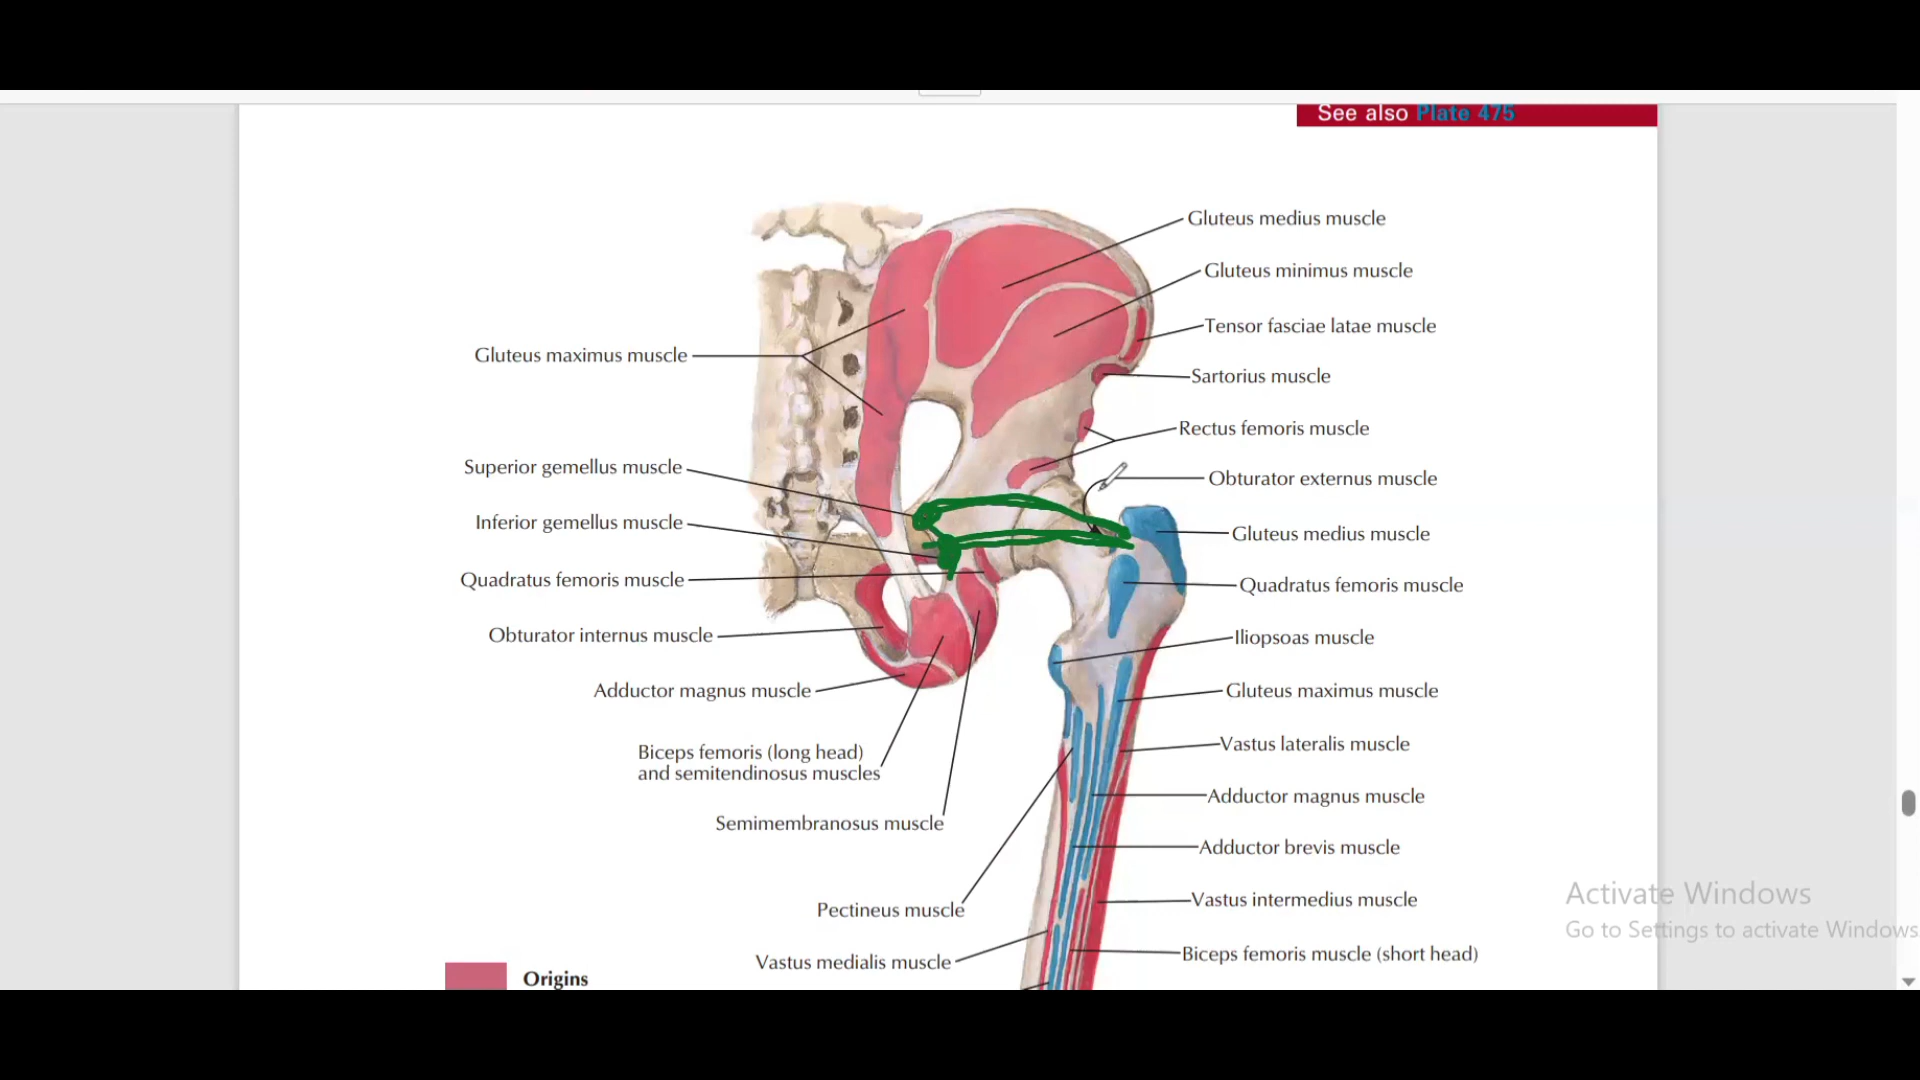 See also Plate 475
Gluteus medius muscle
Gluteus minimus muscle
Tensor fasciae latae muscle
Gluteus maximus muscle
Sartorius muscle
Rectus femoris muscle
Superior gemellus muscle
Obturator externus muscle
Inferior gemellus muscle
Gluteus medius muscle
Quadratus femoris muscle
Quadratus femoris muscle
Obturator internus muscle
Iliopsoas muscle
Adductor magnus muscle
Gluteus maximus muscle
Biceps femoris (long head)
and semitendinosus muscles
Vastus lateralis muscle
Adductor magnus muscle
Semimembranosus muscle
Adductor brevis muscle
Vastus intermedius muscle
Pectineus muscle
Biceps femoris muscle (short head)
Vastus medialis muscle
Origins
Activate Windows
Go to Settings to activate Windows